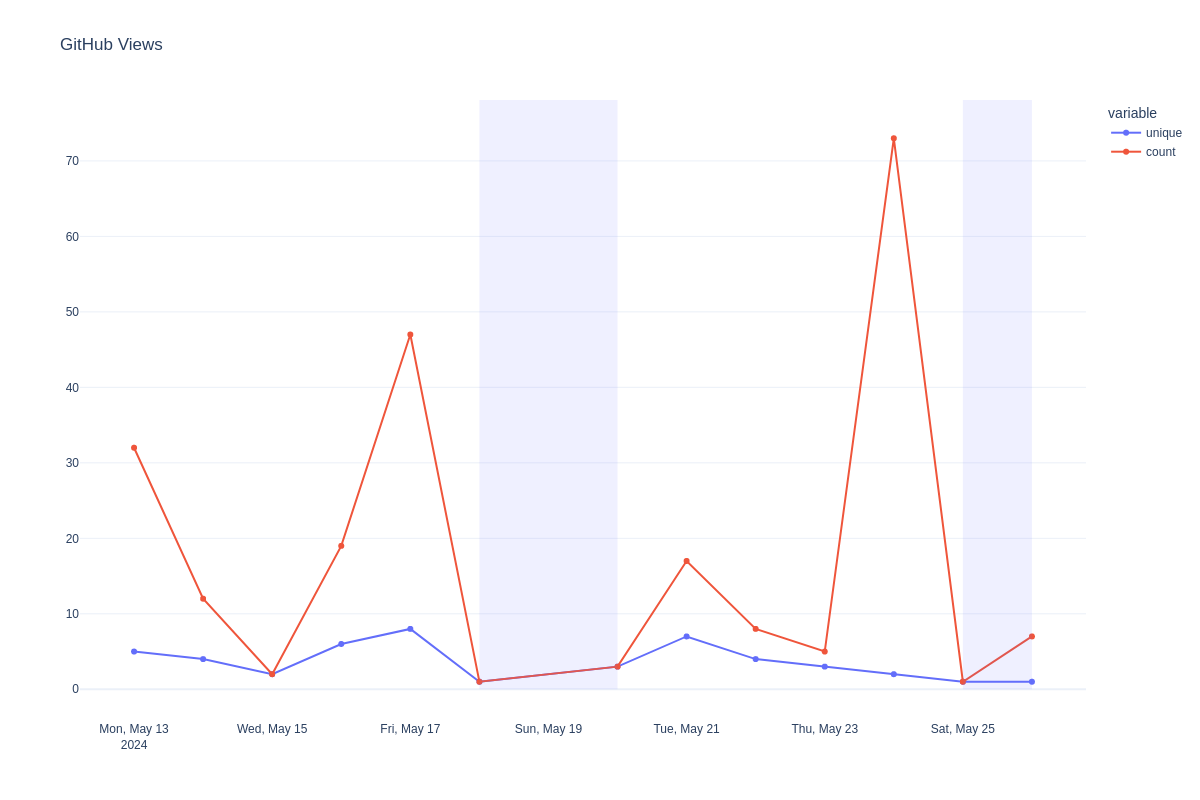 GitHub Views
variable
unique
count
70
60
50
40
30
20
10
0
Mon, May 13
2024
Wed, May 15
Fri, May 17
Sun, May 19
Tue, May 21
Thu, May 23
Sat, May 25